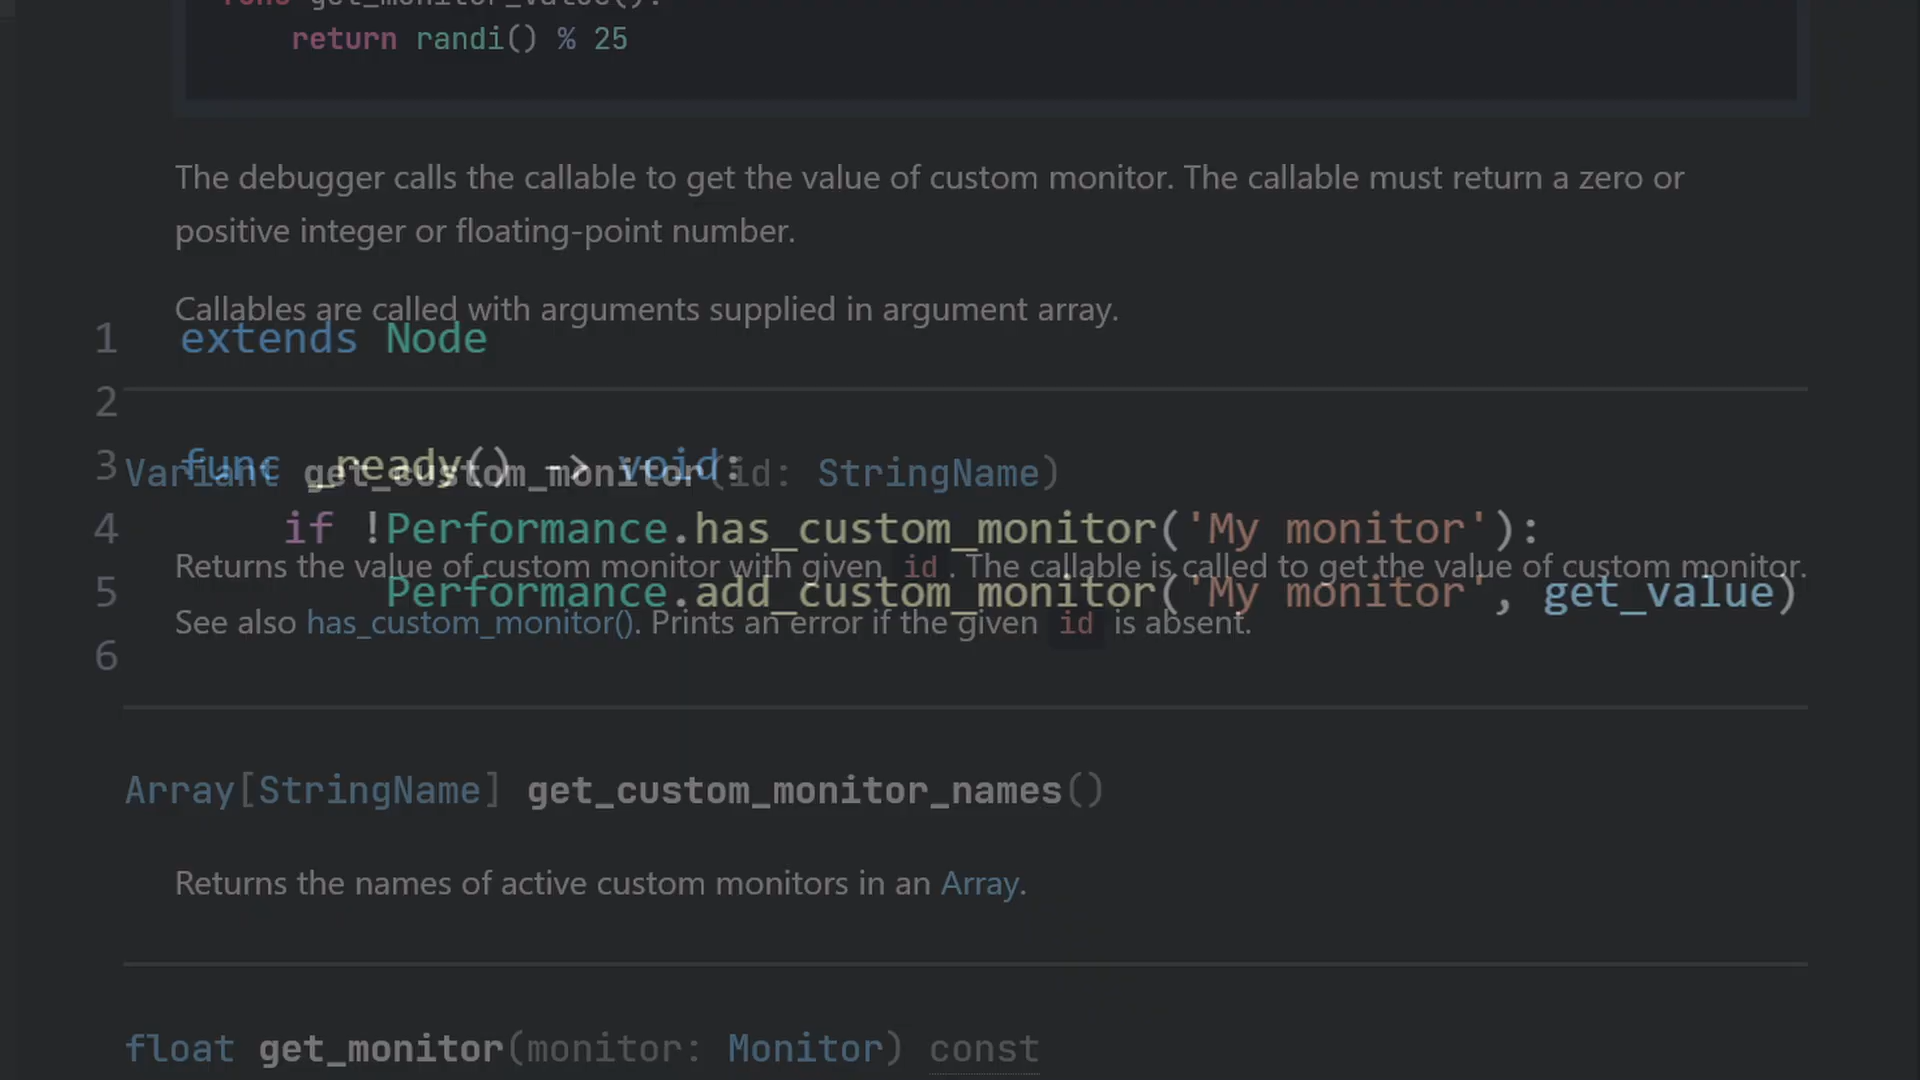 func get_monitor_value():
return randi() % 25
The debugger calls the callable to get the value of custom monitor. The callable must return a zero or
positive integer or floating-point number.
Callables are called with arguments supplied in argument array.
1 extends Node
2
3 func _ready() -> void:
Variant get_custom_monitor(id: StringName)
4 if !Performance.has_custom_monitor('My monitor'):
Returns the value of custom monitor with given id . The callable is called to get the value of custom monitor.
5 Performance.add_custom_monitor('My monitor', get_value)
See also has_custom_monitor(). Prints an error if the given id is absent.
6
Array[StringName] get_custom_monitor_names()
Returns the names of active custom monitors in an Array.
float get_monitor(monitor: Monitor) const